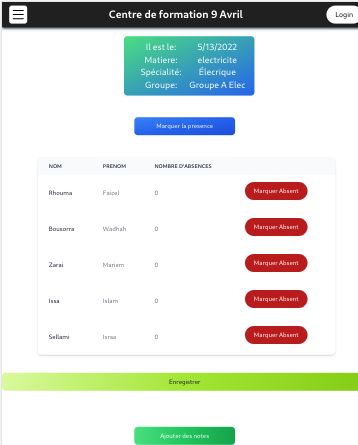 Centre de formation 9 Avril
Login
Il est le: 5/13/2022
Matiere: electricite
Spécialité: Élecrique
Groupe: Groupe A Elec
Marquer la presence
NOM PRENOM NOMBRE D'ABSENCES
Rhouma Faicel 0 Marquer Absent
Bousorra Wadhah 0 Marquer Absent
Zarai Mariem 0 Marquer Absent
Issa Islam 0 Marquer Absent
Sellami Israa 0 Marquer Absent
Enregistrer
Ajouter des notes